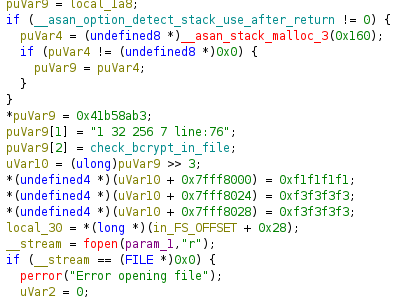 puVar9 = local_1a8;
if (__asan_option_detect_stack_use_after_return != 0) {
puVar4 = (undefined8 *)__asan_stack_malloc_3(0x160);
if (puVar4 != (undefined8 *)0x0) {
puVar9 = puVar4;
}
}
*puVar9 = 0x41b58ab3;
puVar9[1] = "1 32 256 7 line:76";
puVar9[2] = check_bcrypt_in_file;
uVar10 = (ulong)puVar9 >> 3;
*(undefined4 *)(uVar10 + 0x7fff8000) = 0xf1f1f1f1;
*(undefined4 *)(uVar10 + 0x7fff8024) = 0xf3f3f3f3;
*(undefined4 *)(uVar10 + 0x7fff8028) = 0xf3f3f3f3;
local_30 = *(long *)(in_FS_OFFSET + 0x28);
__stream = fopen(param_1,"r");
if (__stream == (FILE *)0x0) {
perror("Error opening file");
uVar2 = 0;